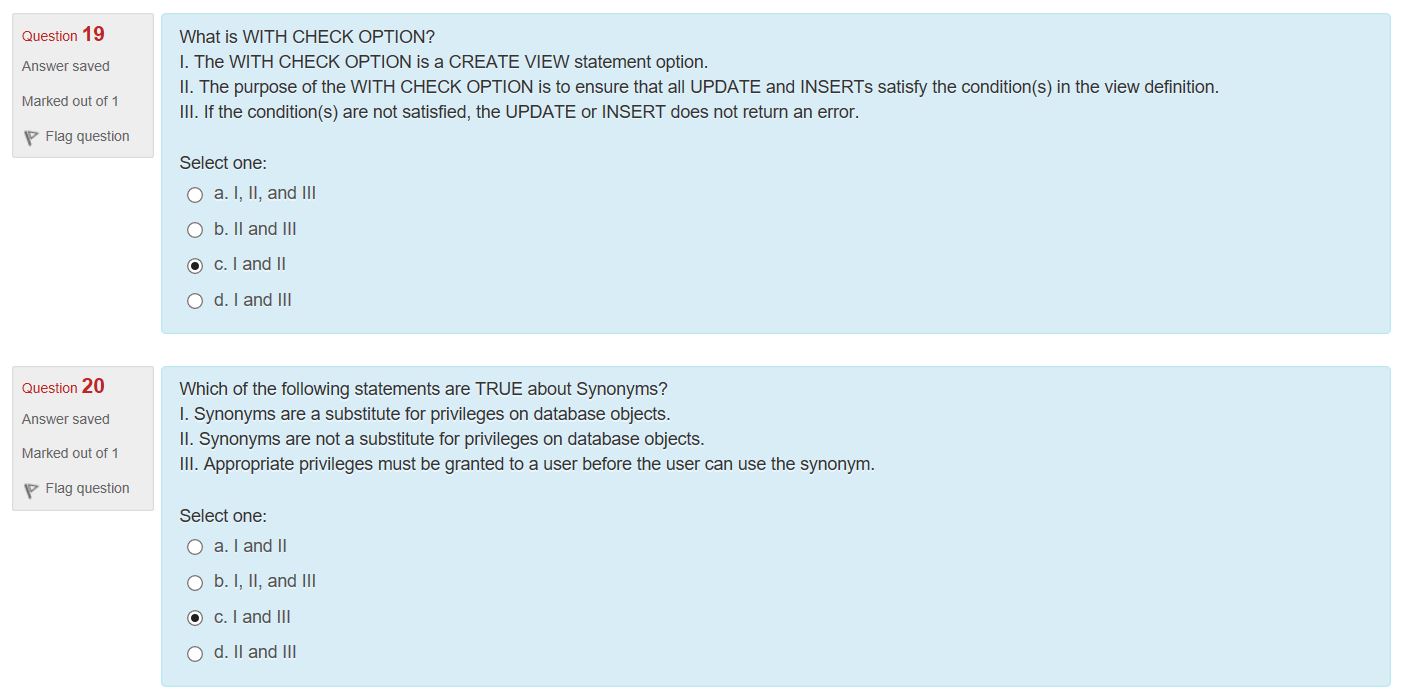 Question 19
Answer saved
Marked out of 1
Flag question
What is WITH CHECK OPTION?
I. The WITH CHECK OPTION is a CREATE VIEW statement option.
II. The purpose of the WITH CHECK OPTION is to ensure that all UPDATE and INSERTs satisfy the condition(s) in the view definition.
III. If the condition(s) are not satisfied, the UPDATE or INSERT does not return an error.
Select one:
a. I, II, and III
b. II and III
c. I and II
d. I and III
Question 20
Answer saved
Marked out of 1
Flag question
Which of the following statements are TRUE about Synonyms?
I. Synonyms are a substitute for privileges on database objects.
II. Synonyms are not a substitute for privileges on database objects.
III. Appropriate privileges must be granted to a user before the user can use the synonym.
Select one:
a. I and II
b. I, II, and III
c. I and III
d. II and III